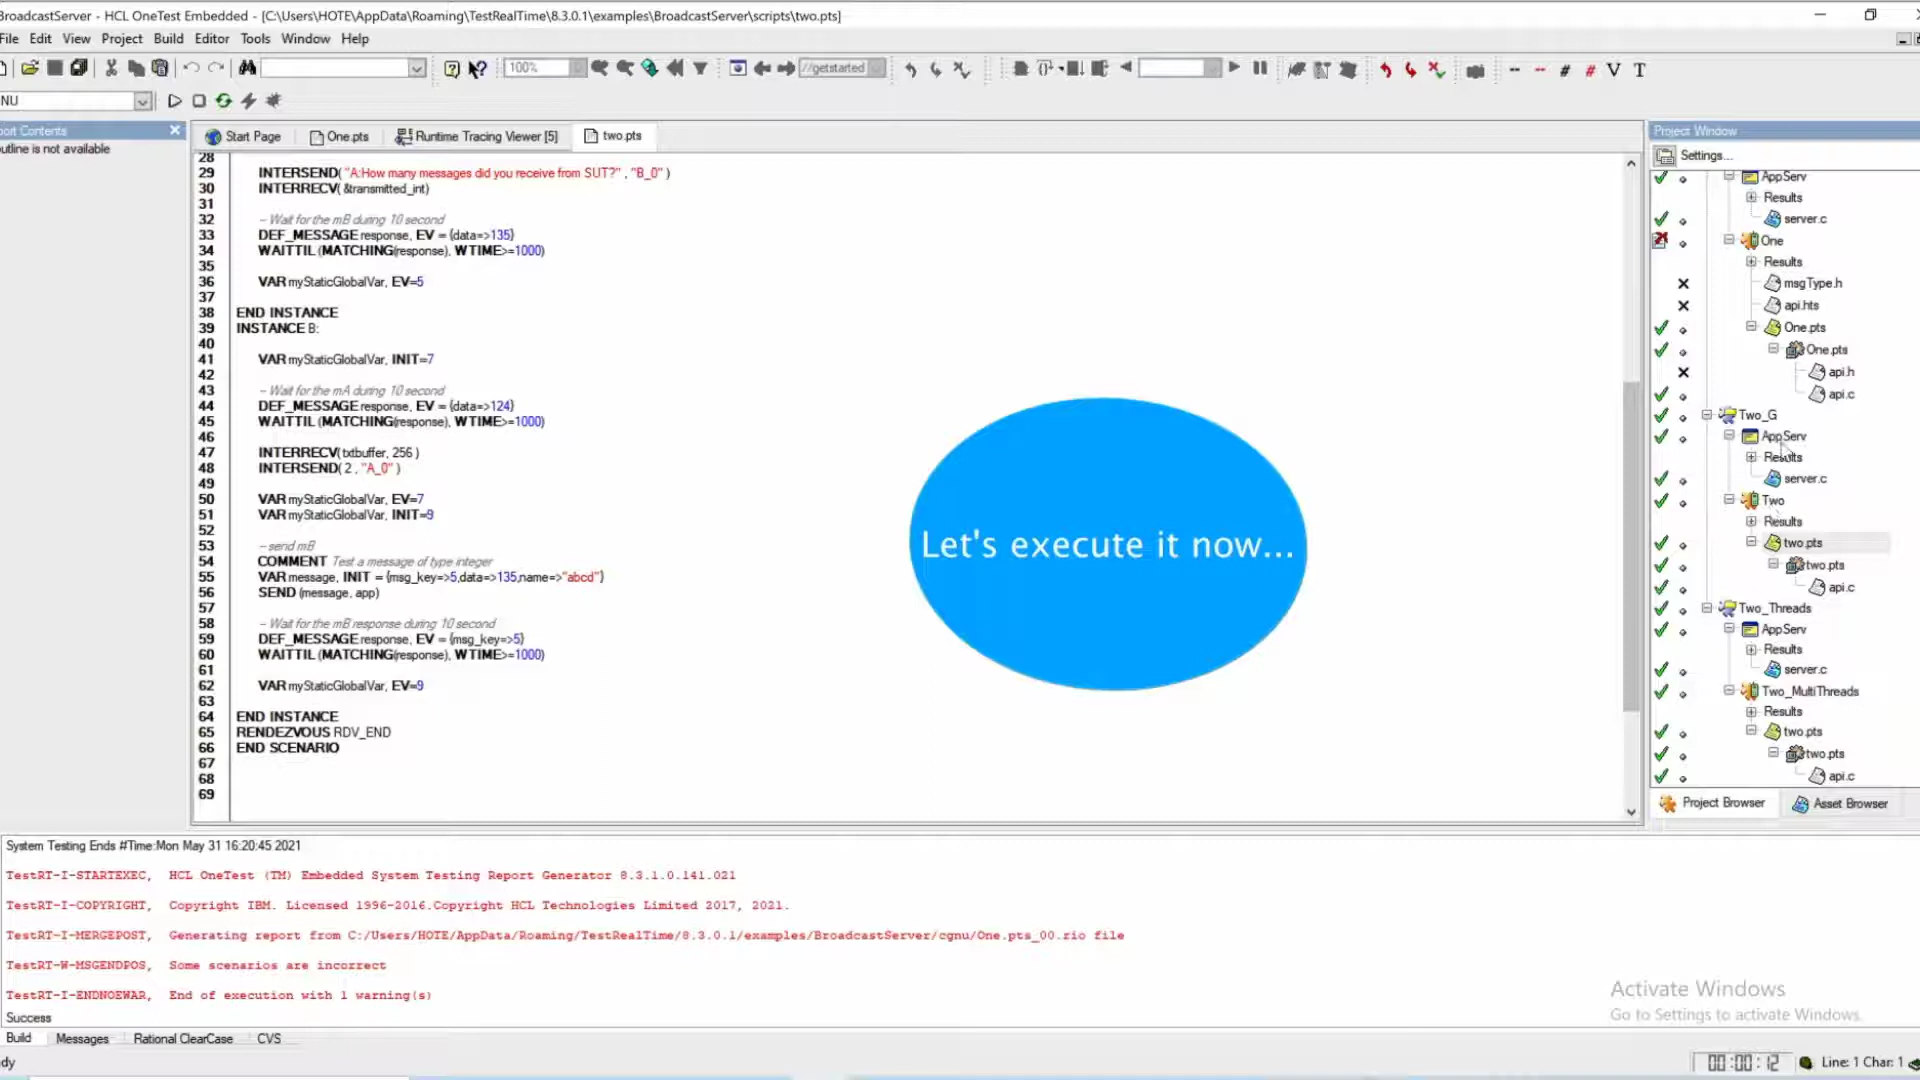 BroadcastServer - HCL OneTest Embedded - [C:\Users\HOTE\AppData\Roaming\TestRealTime\8.3.0.1\examples\BroadcastServer\scripts\two.pts]
File Edit View Project Build Editor Tools Window Help
100% //getstarted # # V T
NU
ort Contents
utline is not available
Start Page One.pts Runtime Tracing Viewer [5] two.pts
28
29 INTERSEND( "A:How many messages did you receive from SUT?" , "B_0" )
30 INTERRECV( &transmitted_int)
31
32 -- Wait for the mB during 10 second
33 DEF_MESSAGE response, EV = {data=>135}
34 WAITTIL (MATCHING(response), WTIME>=1000)
35
36 VAR myStaticGlobalVar, EV=5
37
38 END INSTANCE
39 INSTANCE B:
40
41 VAR myStaticGlobalVar, INIT=7
42
43 -- Wait for the mA during 10 second
44 DEF_MESSAGE response, EV = {data=>124}
45 WAITTIL (MATCHING(response), WTIME>=1000)
46
47 INTERRECV( txtbuffer, 256 )
48 INTERSEND( 2 , "A_0" )
49
50 VAR myStaticGlobalVar, EV=7
51 VAR myStaticGlobalVar, INIT=9
52
53 -- send mB
54 COMMENT Test a message of type integer
55 VAR message, INIT = {msg_key=>5,data=>135,name=>"abcd"}
56 SEND (message, app)
57
58 -- Wait for the mB response during 10 second
59 DEF_MESSAGE response, EV = {msg_key=>5}
60 WAITTIL (MATCHING(response), WTIME>=1000)
61
62 VAR myStaticGlobalVar, EV=9
63
64 END INSTANCE
65 RENDEZVOUS RDV_END
66 END SCENARIO
67
68
69
Let's execute it now...
Project Window
Settings...
AppServ
Results
server.c
One
Results
msgType.h
api.hts
One.pts
One.pts
api.h
api.c
Two_G
AppServ
Results
server.c
Two
Results
two.pts
two.pts
api.c
Two_Threads
AppServ
Results
server.c
Two_MultiThreads
Results
two.pts
two.pts
api.c
Project Browser Asset Browser
System Testing Ends #Time:Mon May 31 16:20:45 2021
TestRT-I-STARTEXEC, HCL OneTest (TM) Embedded System Testing Report Generator 8.3.1.0.141.021
TestRT-I-COPYRIGHT, Copyright IBM. Licensed 1996-2016.Copyright HCL Technologies Limited 2017, 2021.
TestRT-I-MERGEPOST, Generating report from C:/Users/HOTE/AppData/Roaming/TestRealTime/8.3.0.1/examples/BroadcastServer/cgnu/One.pts_00.rio file
TestRT-W-MSGENDPOS, Some scenarios are incorrect
TestRT-I-ENDNOEWAR, End of execution with 1 warning(s)
Success
Activate Windows
Go to Settings to activate Windows.
Build Messages Rational ClearCase CVS
dy
00:00:12 Line: 1 Char: 1